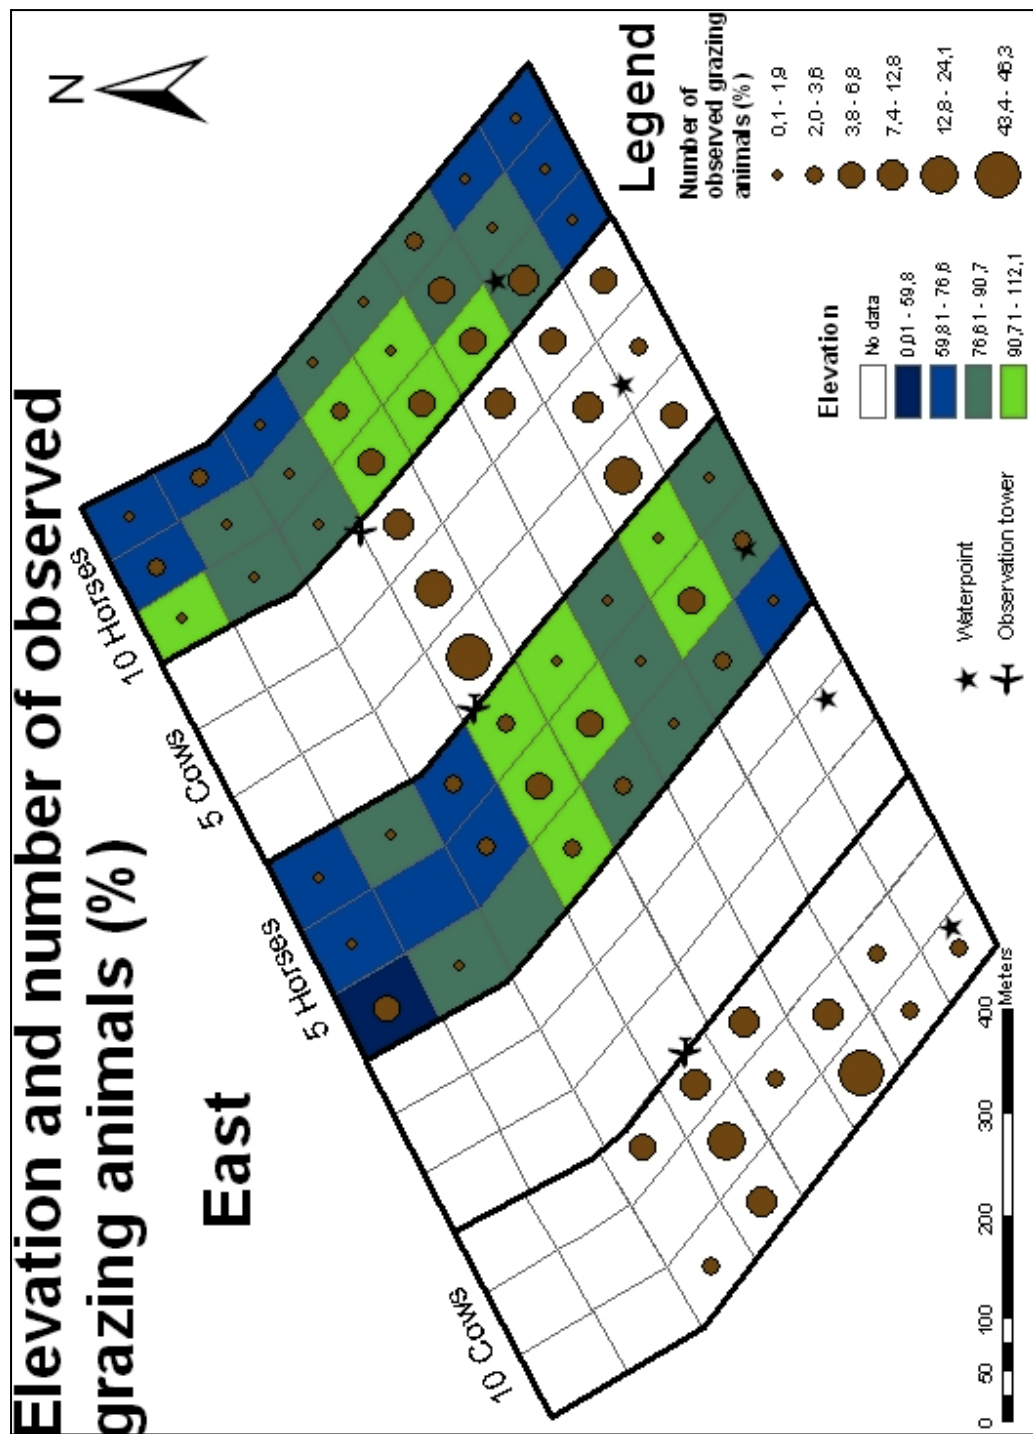 Elevation and number of observed
grazing animals (%)
East
N
10 Cows
5 Horses
5 Cows
10 Horses
Legend
Number of
observed grazing
animals (%)
0,1 - 1,9
2,0 - 3,6
3,8 - 6,8
7,4 - 12,8
12,8 - 24,1
43,4 - 46,3
Elevation
No data
0,01 - 59,8
59,81 - 76,6
76,61 - 90,7
90,71 - 112,1
Waterpoint
Observation tower
0 50 100 200 300 400
Meters